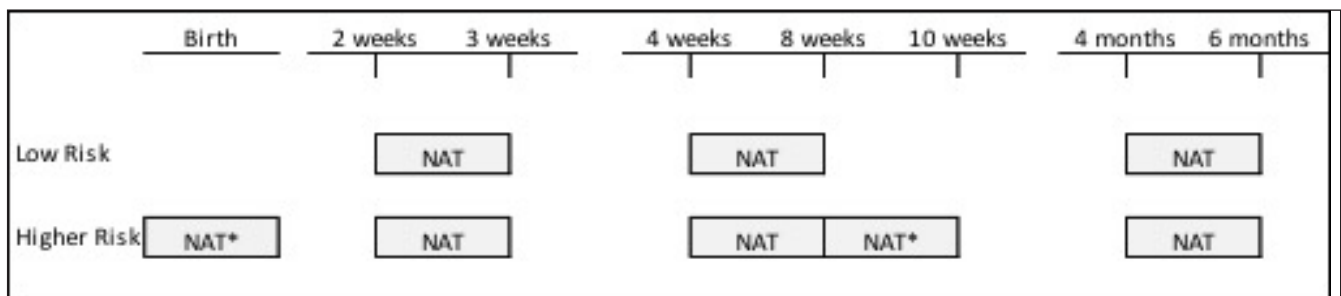 Birth 2 weeks 3 weeks 4 weeks 8 weeks 10 weeks 4 months 6 months
Low Risk NAT NAT NAT
Higher Risk NAT* NAT NAT NAT* NAT